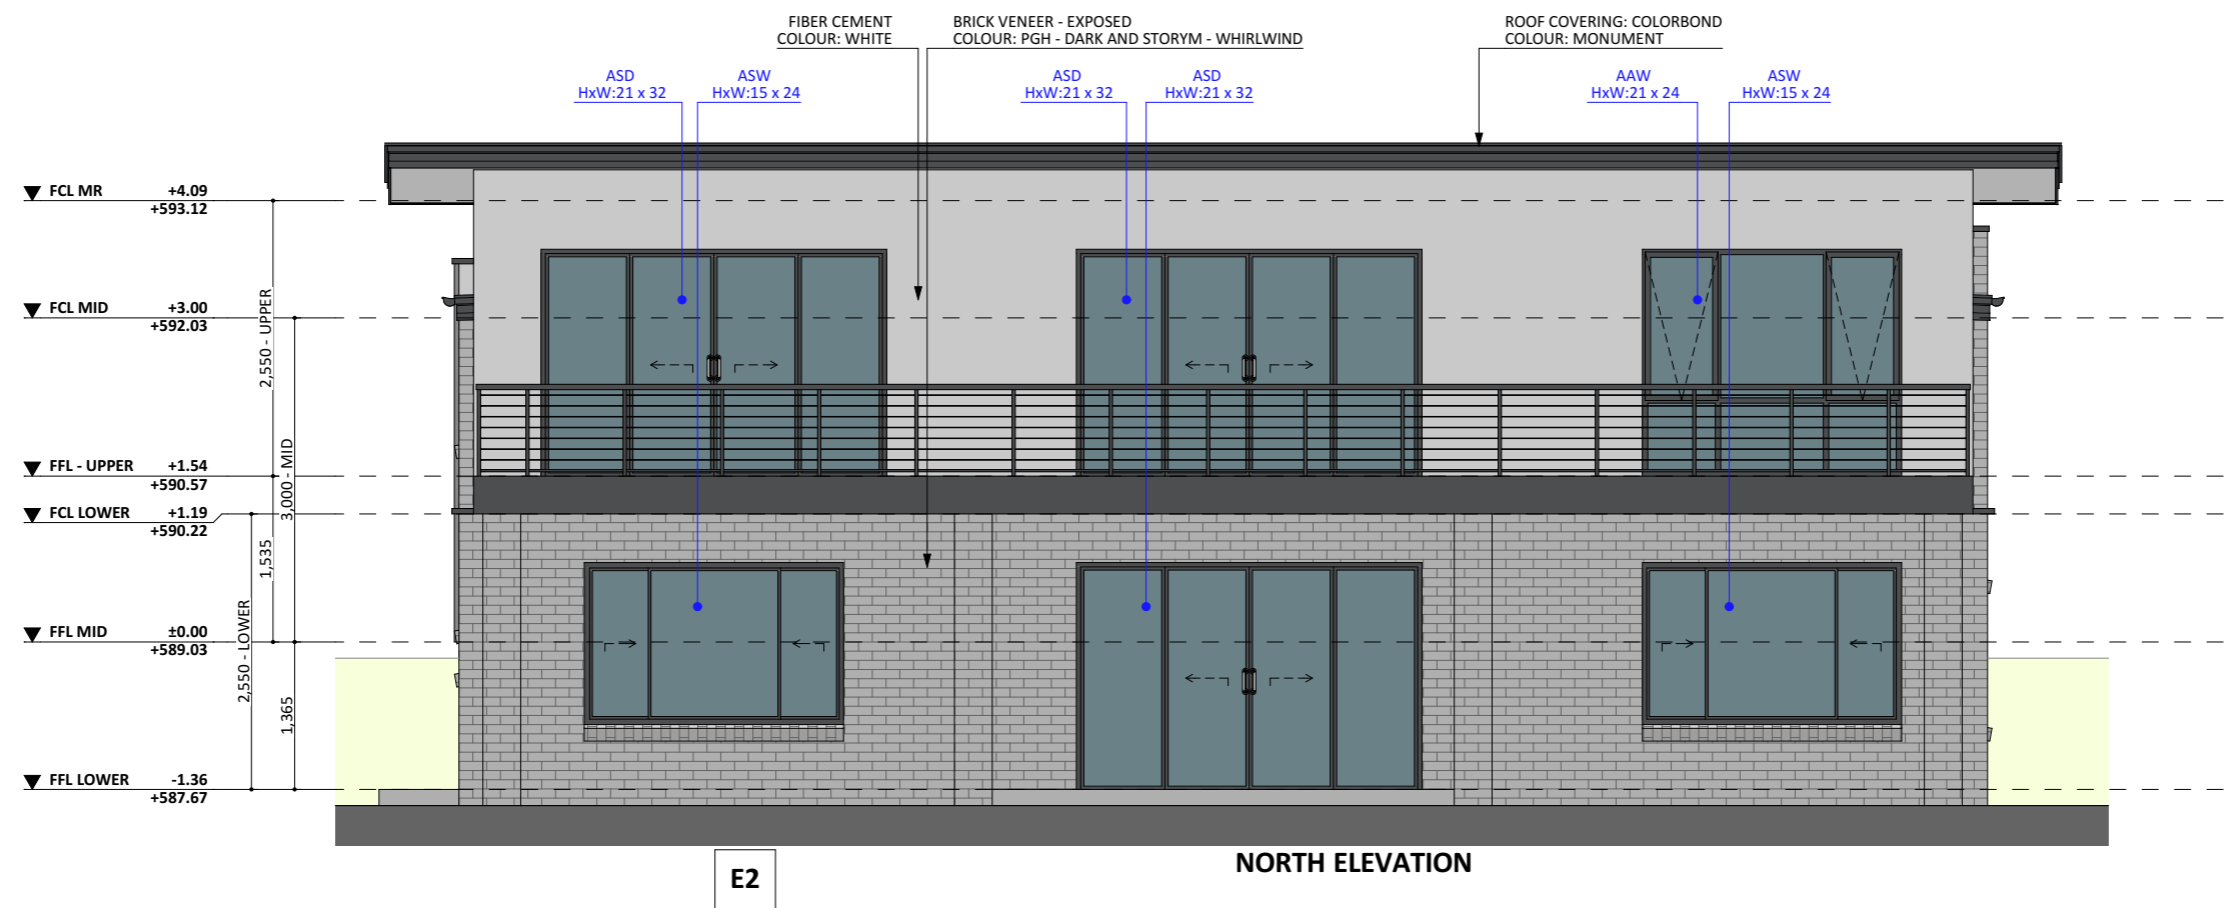 FIBER CEMENT
COLOUR: WHITE
BRICK VENEER - EXPOSED
COLOUR: PGH - DARK AND STORYM - WHIRLWIND
ROOF COVERING: COLORBOND
COLOUR: MONUMENT
ASD
HxW:21 x 32
ASW
HxW:15 x 24
ASD
HxW:21 x 32
ASD
HxW:21 x 32
AAW
HxW:21 x 24
ASW
HxW:15 x 24
FCL MR +4.09
+593.12
FCL MID +3.00
+592.03
FFL - UPPER +1.54
+590.57
FCL LOWER +1.19
+590.22
FFL MID ±0.00
+589.03
FFL LOWER -1.36
+587.67
2,550 - UPPER
3,000 - MID
1,535
2,550 - LOWER
1,365
E2
NORTH ELEVATION